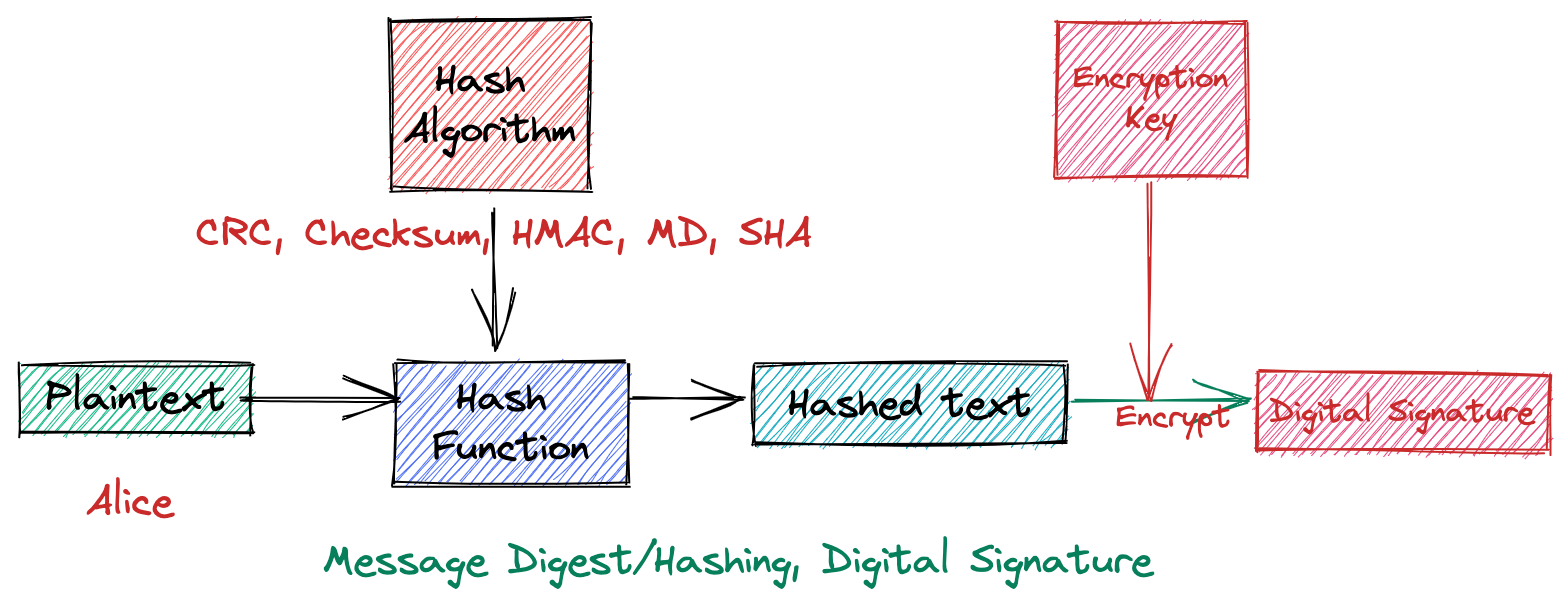 Hash
Algorithm
Encryption
Key
CRC, Checksum, HMAC, MD, SHA
Plaintext
Hash
Function
Hashed text
Encrypt
Digital Signature
Alice
Message Digest/Hashing, Digital Signature